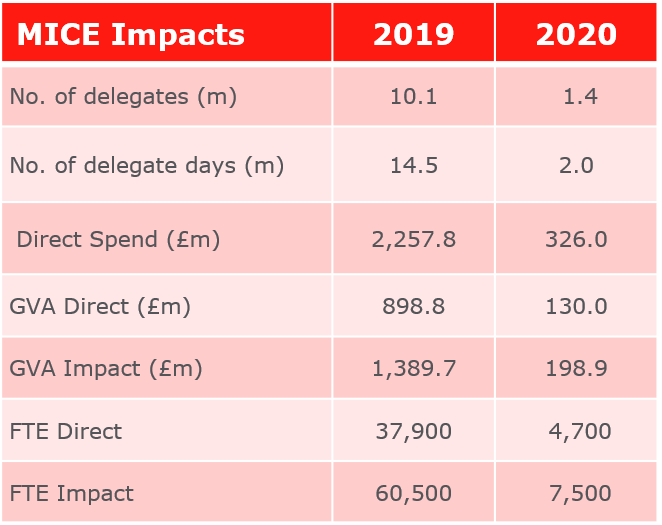 MICE Impacts 2019 2020
No. of delegates (m) 10.1 1.4
No. of delegate days (m) 14.5 2.0
Direct Spend (£m) 2,257.8 326.0
GVA Direct (£m) 898.8 130.0
GVA Impact (£m) 1,389.7 198.9
FTE Direct 37,900 4,700
FTE Impact 60,500 7,500